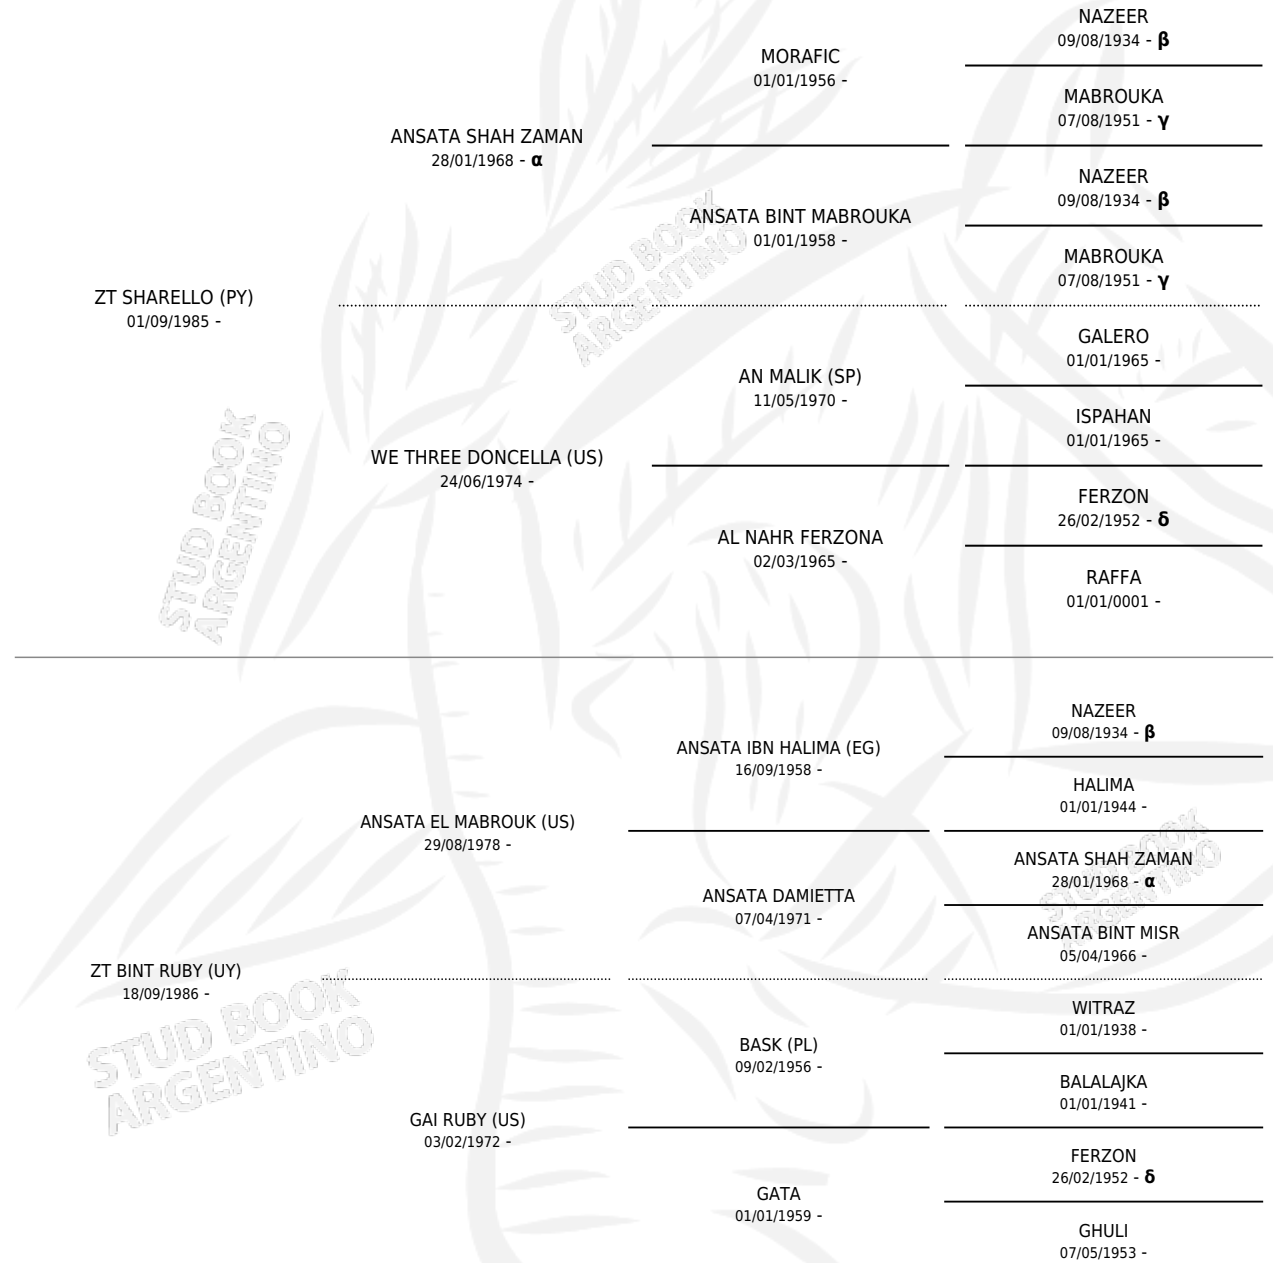 NAZEER
09/08/1934 - β
MORAFIC
01/01/1956 -
MABROUKA
07/08/1951 - γ
ANSATA SHAH ZAMAN
28/01/1968 - α
NAZEER
09/08/1934 - β
ANSATA BINT MABROUKA
01/01/1958 -
MABROUKA
07/08/1951 - γ
ZT SHARELLO (PY)
01/09/1985 -
STUD BOOK
ARGENTINO
GALERO
01/01/1965 -
AN MALIK (SP)
11/05/1970 -
ISPAHAN
01/01/1965 -
WE THREE DONCELLA (US)
24/06/1974 -
FERZON
26/02/1952 - δ
AL NAHR FERZONA
02/03/1965 -
RAFFA
01/01/0001 -
STUD BOOK
ARGENTINO
NAZEER
09/08/1934 - β
ANSATA IBN HALIMA (EG)
16/09/1958 -
HALIMA
01/01/1944 -
ANSATA EL MABROUK (US)
29/08/1978 -
ANSATA SHAH ZAMAN
28/01/1968 - α
ANSATA DAMIETTA
07/04/1971 -
STUD BOOK
ARGENTINO
ANSATA BINT MISR
05/04/1966 -
ZT BINT RUBY (UY)
18/09/1986 -
STUD BOOK
ARGENTINO
WITRAZ
01/01/1938 -
BASK (PL)
09/02/1956 -
BALALAJKA
01/01/1941 -
GAI RUBY (US)
03/02/1972 -
FERZON
26/02/1952 - δ
GATA
01/01/1959 -
GHULI
07/05/1953 -